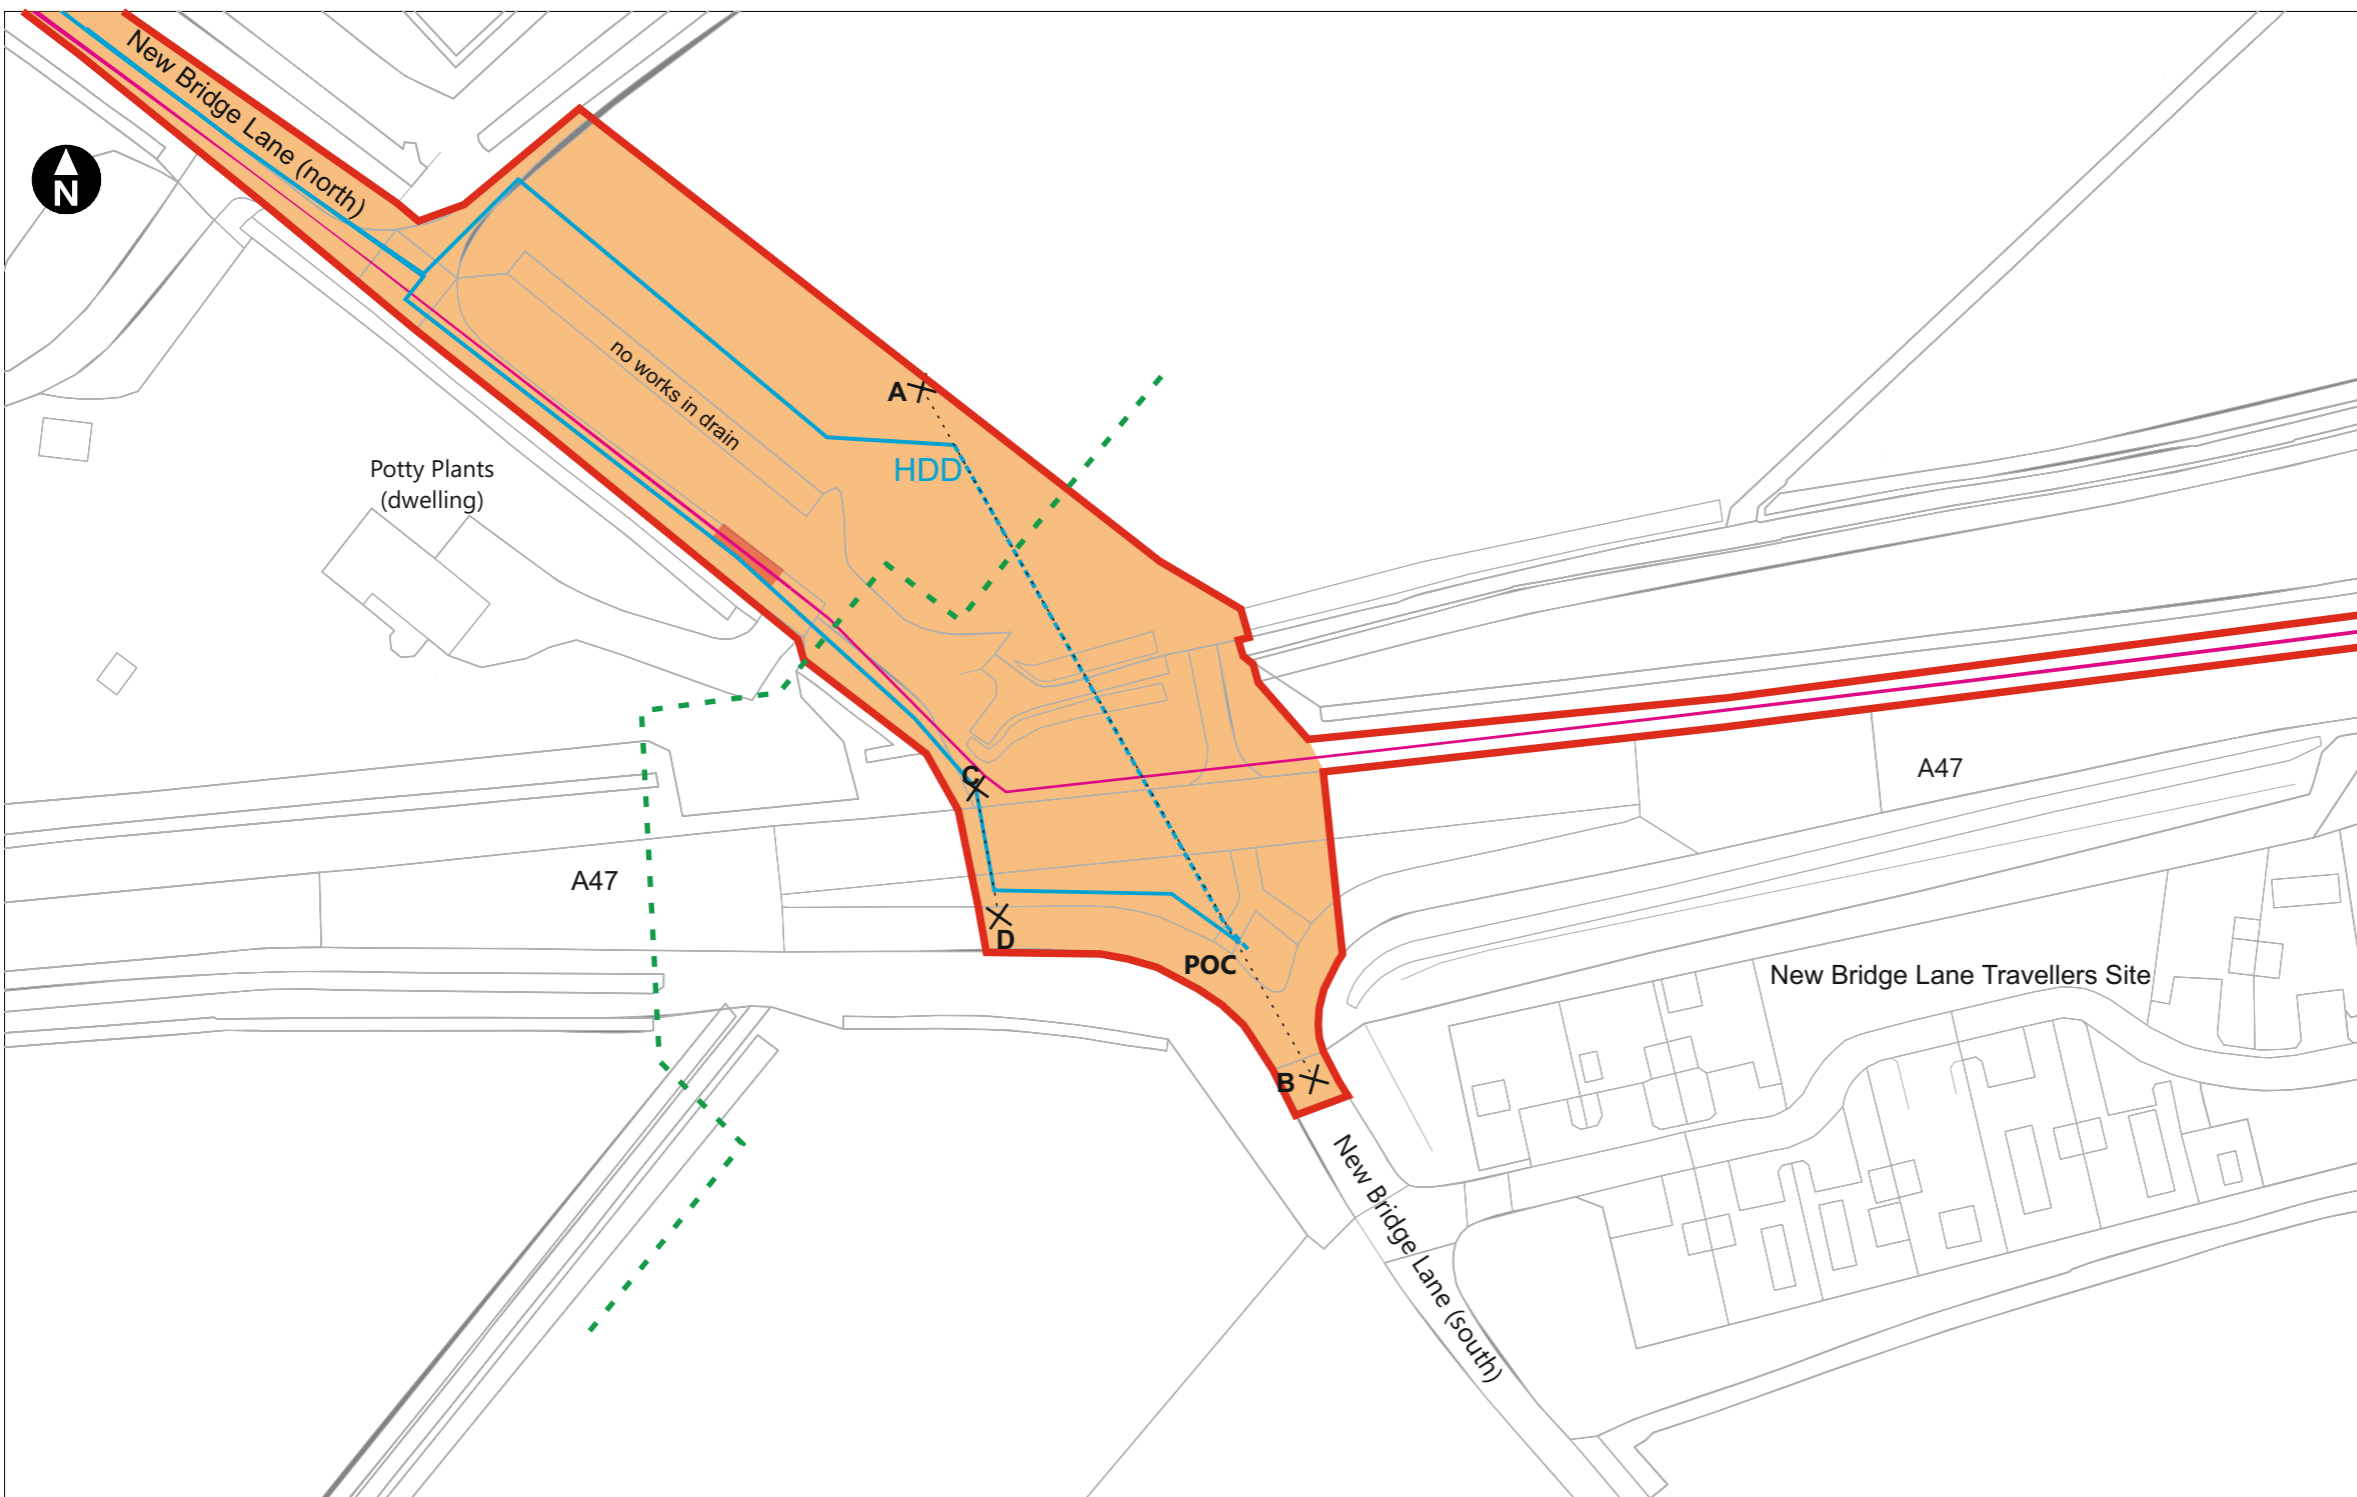 New Bridge Lane (north)
N
no works in drain
A
HDD
Potty Plants
(dwelling)
C
A47
A47
D
POC
New Bridge Lane Travellers Site
B
New Bridge Lane (south)